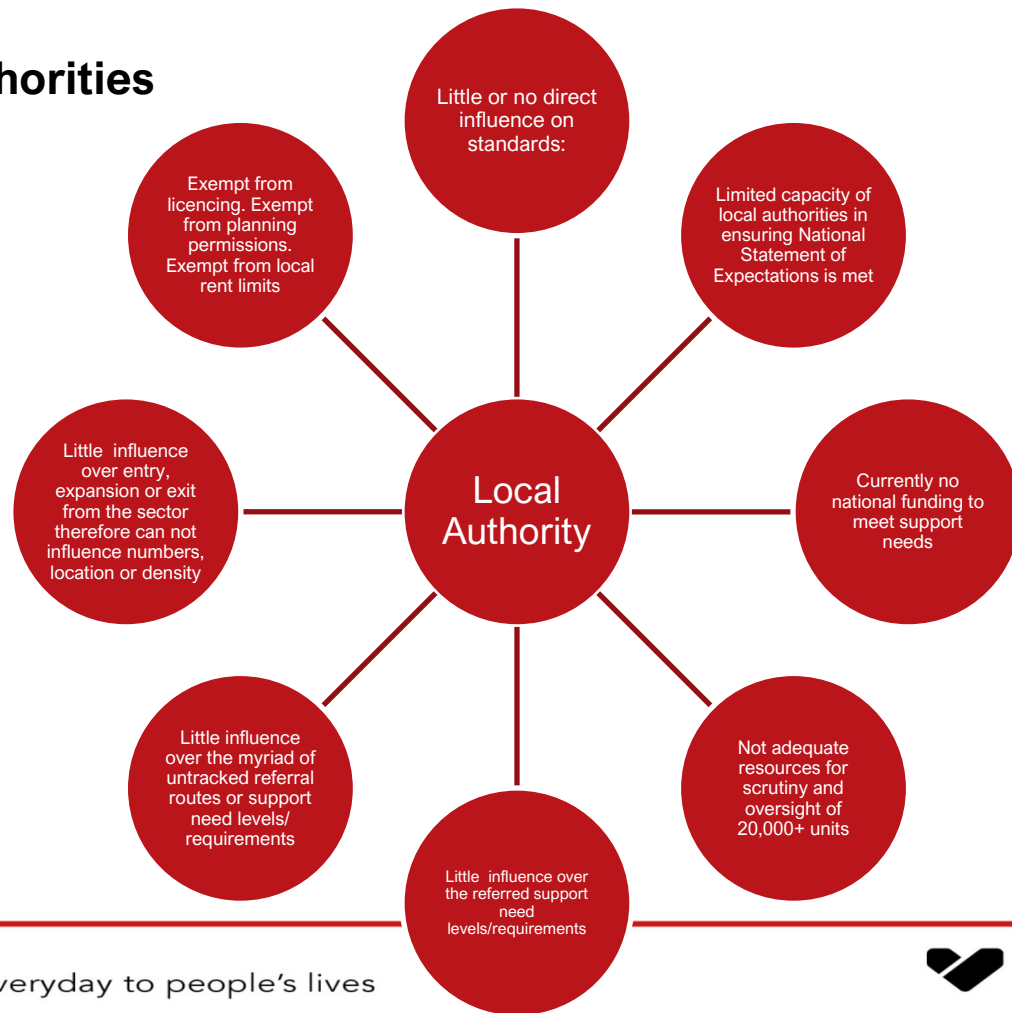 horities
Little or no direct
influence on
standards:
Limited capacity of
local authorities in
ensuring National
Statement of
Expectations is met
Currently no
national funding to
meet support
needs
Not adequate
resources for
scrutiny and
oversight of
20,000+ units
Little influence over
the referred support
need
levels/requirements
Little influence
over the myriad of
untracked referral
routes or support
need levels/
requirements
Little influence
over entry,
expansion or exit
from the sector
therefore can not
influence numbers,
location or density
Exempt from
licencing. Exempt
from planning
permissions.
Exempt from local
rent limits
Local
Authority
veryday to people's lives